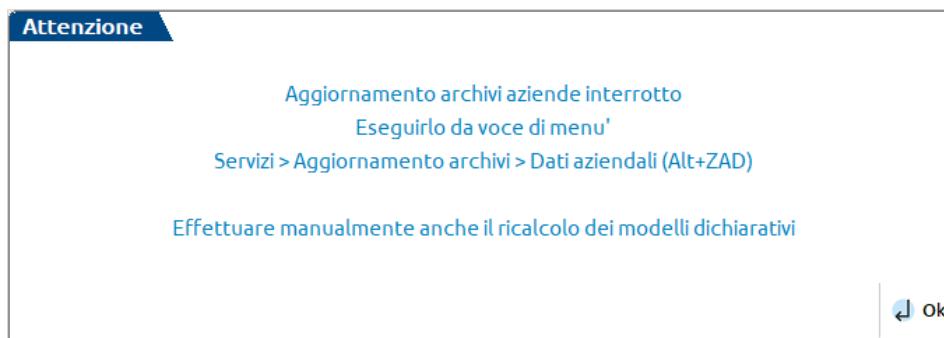 Attenzione
Aggiornamento archivi aziende interrotto
Eseguirlo da voce di menu'
Servizi > Aggiornamento archivi > Dati aziendali (Alt+ZAD)
Effettuare manualmente anche il ricalcolo dei modelli dichiarativi
Ok